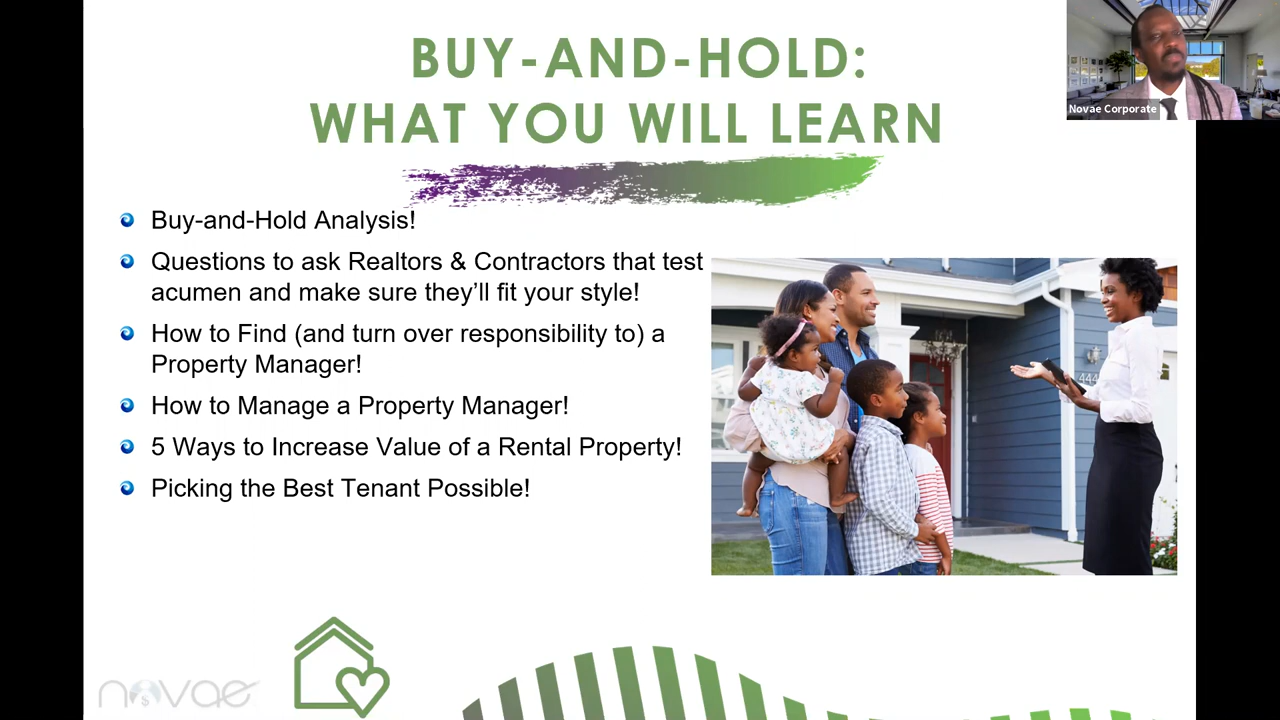 BUY-AND-HOLD:
WHAT YOU WILL LEARN
Novae Corporate
Buy-and-Hold Analysis!
Questions to ask Realtors & Contractors that test
acumen and make sure they’ll fit your style!
How to Find (and turn over responsibility to) a
Property Manager!
How to Manage a Property Manager!
5 Ways to Increase Value of a Rental Property!
Picking the Best Tenant Possible!
444
novae
$